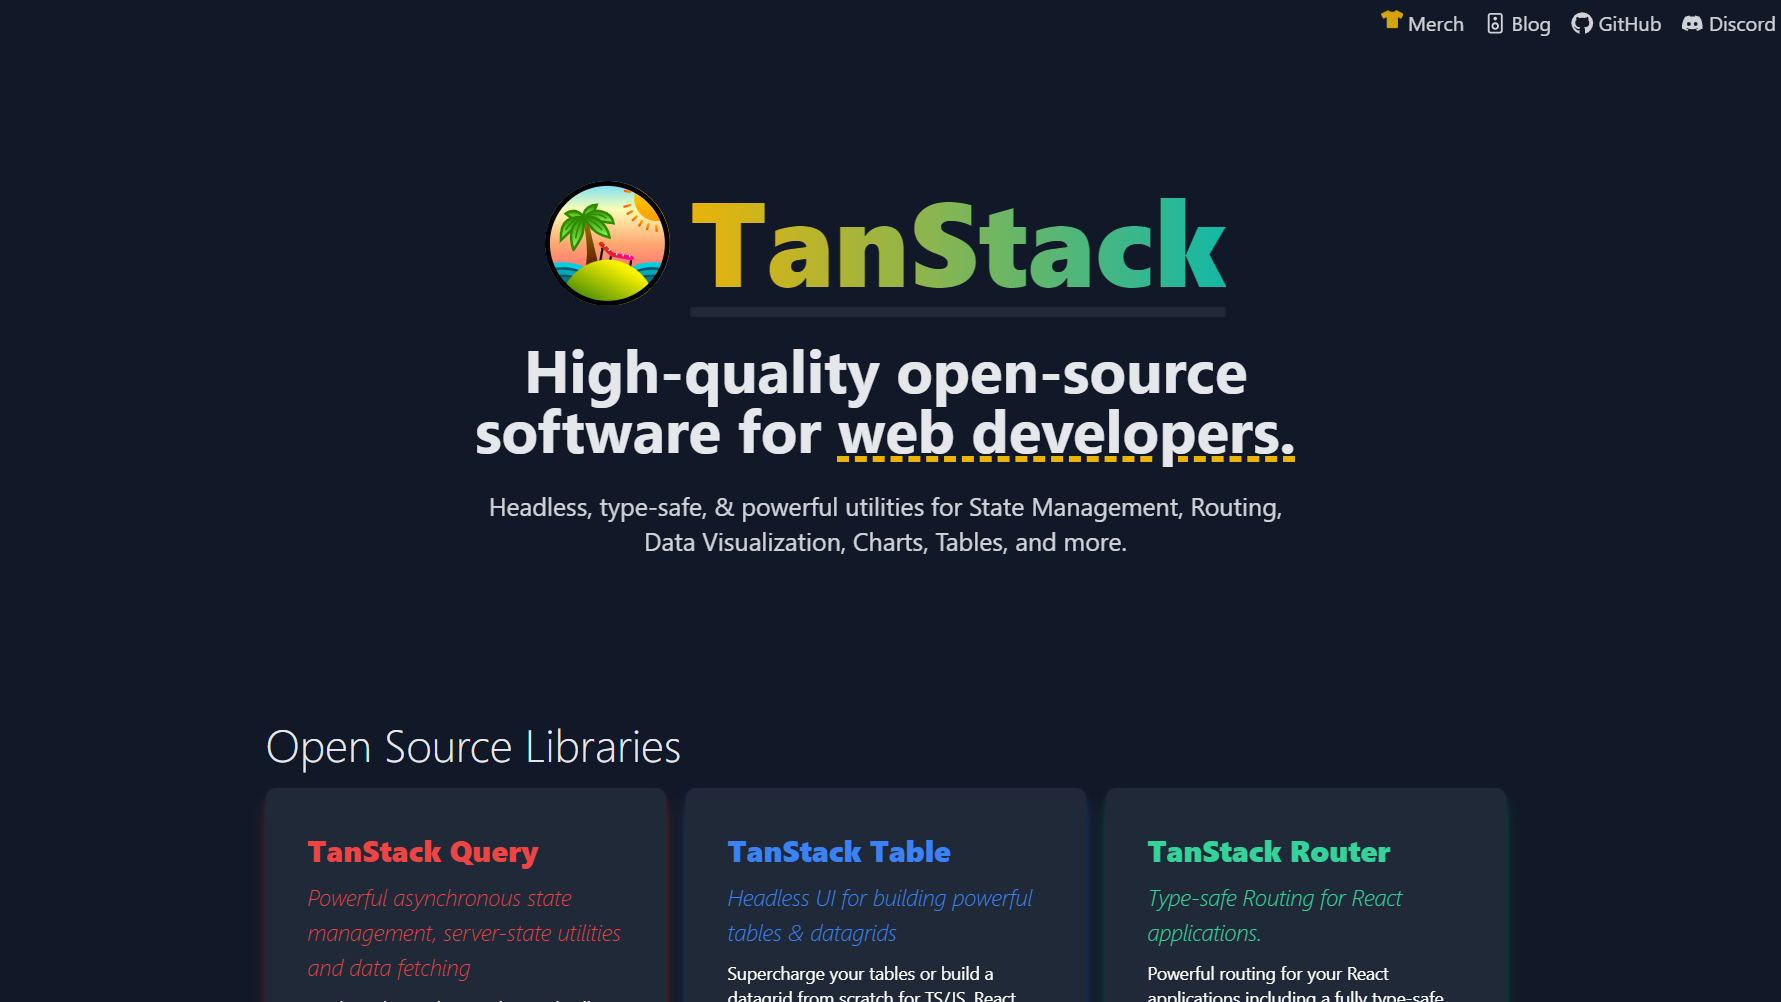 Merch Blog GitHub Discord
TanStack
High-quality open-source
software for web developers.
Headless, type-safe, & powerful utilities for State Management, Routing,
Data Visualization, Charts, Tables, and more.
Open Source Libraries
TanStack Query
Powerful asynchronous state
management, server-state utilities
and data fetching
TanStack Table
Headless UI for building powerful
tables & datagrids
Supercharge your tables or build a
datagrid from scratch for TS/JS, React,
TanStack Router
Type-safe Routing for React
applications.
Powerful routing for your React
applications including a fully type-safe